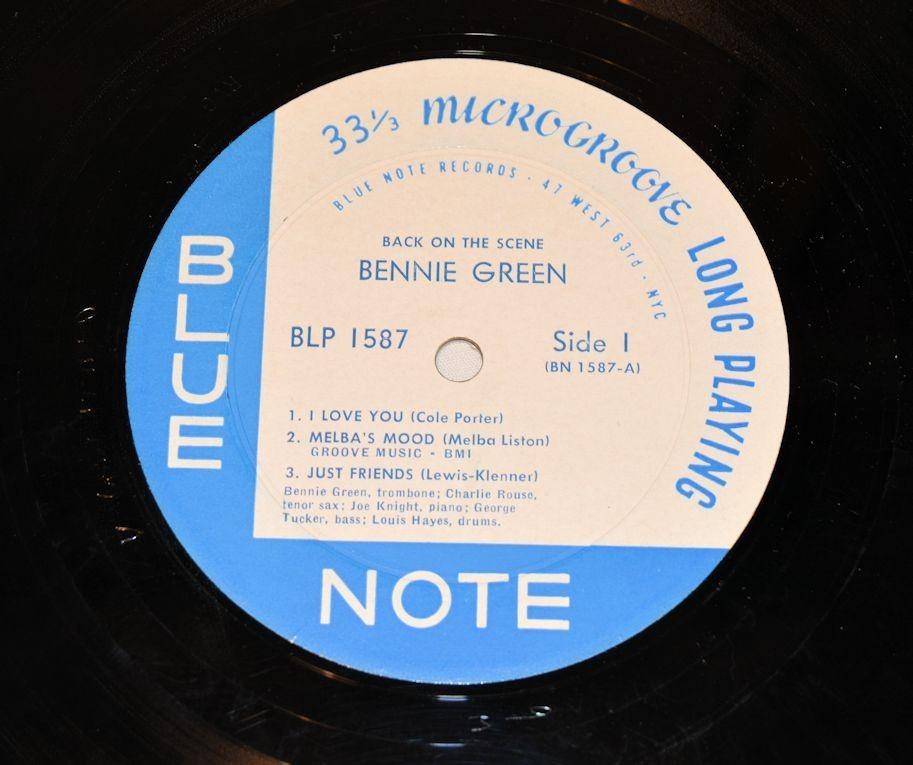 33⅓ MICROGROOVE LONG PLAYING
BLUE NOTE RECORDS · 47 WEST 63rd · NYC
BACK ON THE SCENE
BENNIE GREEN
BLP 1587
Side 1
(BN 1587-A)
1. I LOVE YOU (Cole Porter)
2. MELBA'S MOOD (Melba Liston)
GROOVE MUSIC - BMI
3. JUST FRIENDS (Lewis-Klenner)
Bennie Green, trombone; Charlie Rouse,
tenor sax; Joe Knight, piano; George
Tucker, bass; Louis Hayes, drums.
BLUE
NOTE